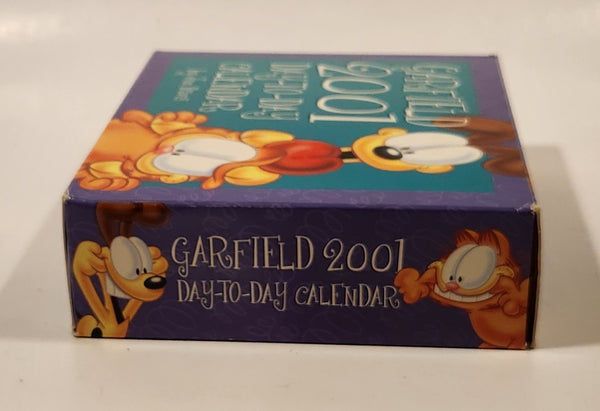 GARFIELD
2001
DAY-TO-DAY
CALENDAR
GARFIELD 2001
DAY-TO-DAY CALENDAR